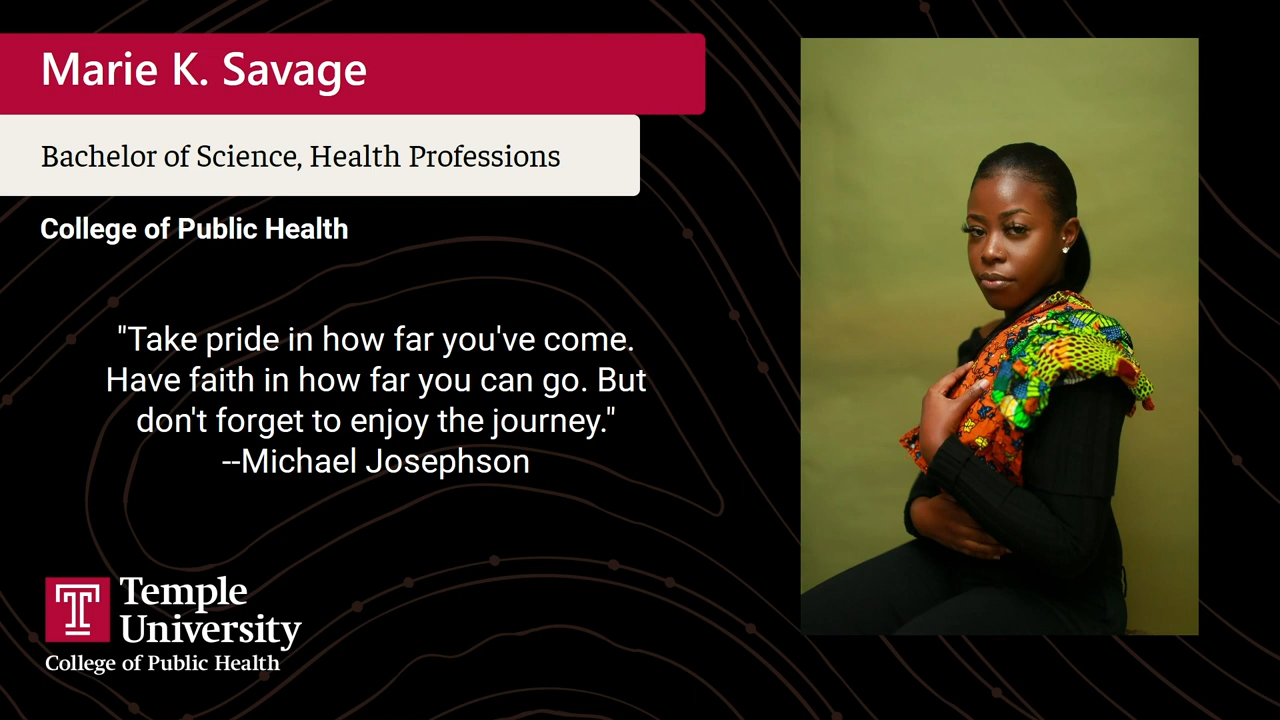 Marie K. Savage
Bachelor of Science, Health Professions
College of Public Health
"Take pride in how far you've come.
Have faith in how far you can go. But
don't forget to enjoy the journey."
--Michael Josephson
T
Temple
University
College of Public Health